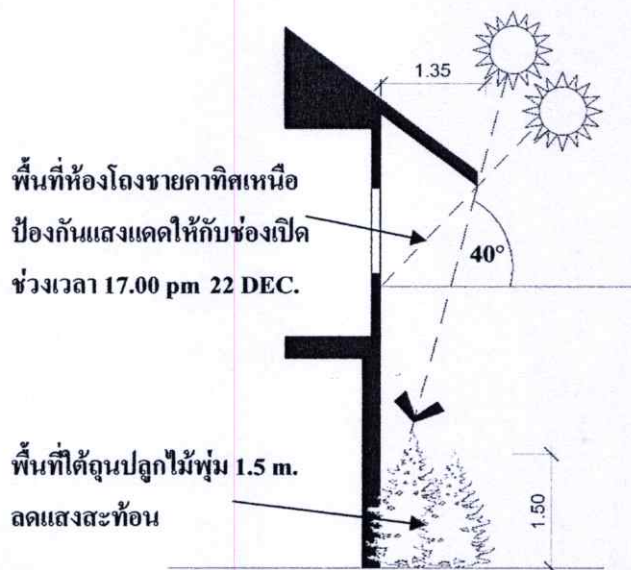 1.35
พื้นที่ห้องโถงชายคาทิศเหนือ
ป้องกันแสงแดดให้กับช่องเปิด
ช่วงเวลา 17.00 pm 22 DEC.
40°
พื้นที่ใต้ถุนปลูกไม้พุ่ม 1.5 m.
ลดแสงสะท้อน
1.50